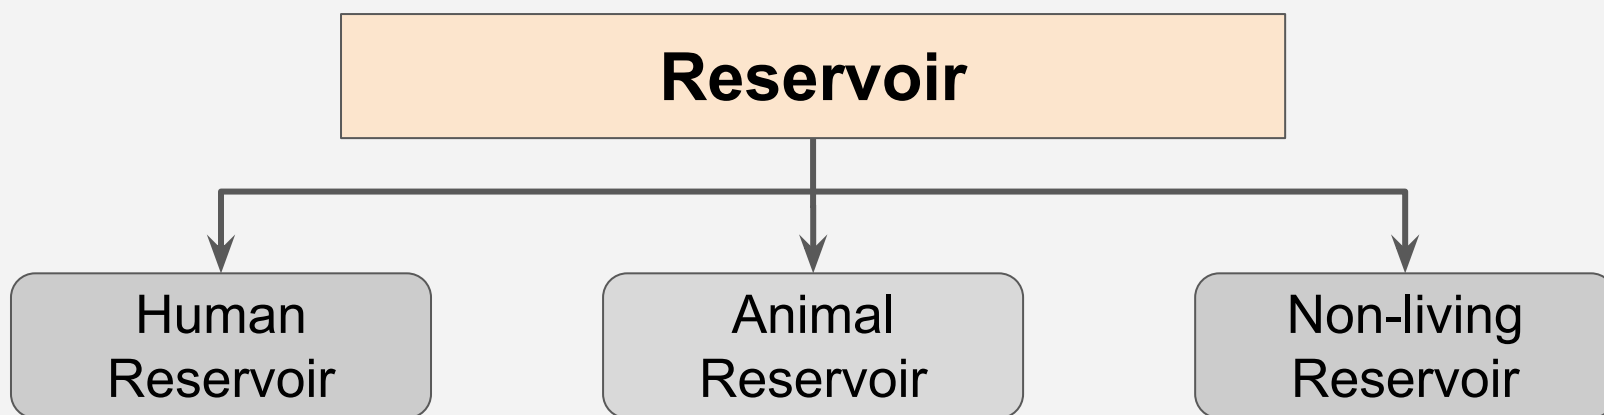 Reservoir
Human
Reservoir
Animal
Reservoir
Non-living
Reservoir